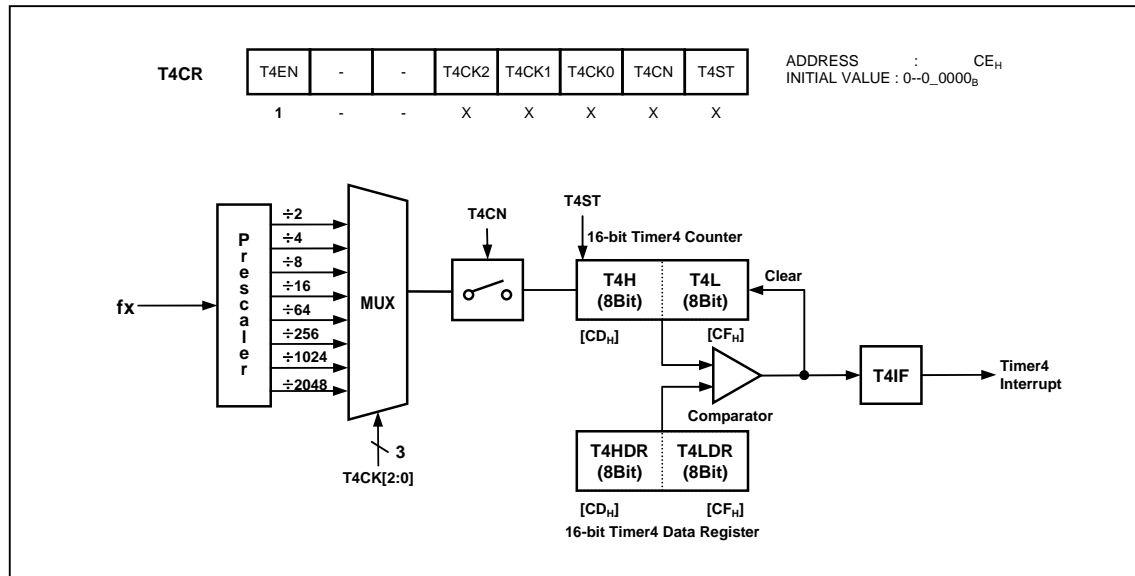 T4CR T4EN - - T4CK2 T4CK1 T4CK0 T4CN T4ST
ADDRESS : CEH
INITIAL VALUE : 0--0_0000B
1 - - X X X X X
fx
Prescaler
÷2
÷4
÷8
÷16
÷64
÷256
÷1024
÷2048
MUX
3
T4CK[2:0]
T4CN
T4ST
16-bit Timer4 Counter
T4H (8Bit)
T4L (8Bit)
Clear
[CDH] [CFH]
Comparator
T4IF
Timer4
Interrupt
T4HDR (8Bit)
T4LDR (8Bit)
[CDH] [CFH]
16-bit Timer4 Data Register